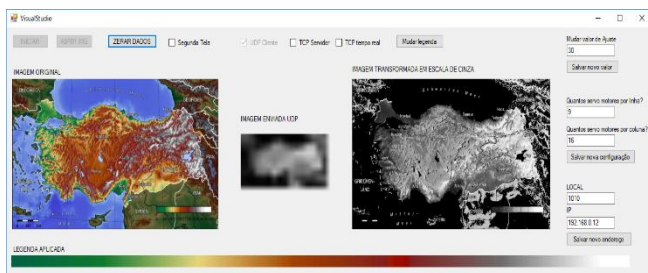 VisualStudio
INICIAR
ZERAR DADOS
Segunda Tela
UDP Cliente
TCP Servidor
TCP tempo real
Mudar legenda
Mudar valor de Ajuste
30
Salvar novo valor
IMAGEM ORIGINAL
IMAGEM TRANSFORMADA EM ESCALA DE CINZA
IMAGEM ENVIADA UDP
Quantos servo motores por linha?
9
Quantos servo motores por coluna?
16
Salvar nova configuração
LOCAL
1010
IP
192.168.0.12
Salvar novo endereço
LEGENDA APLICADA